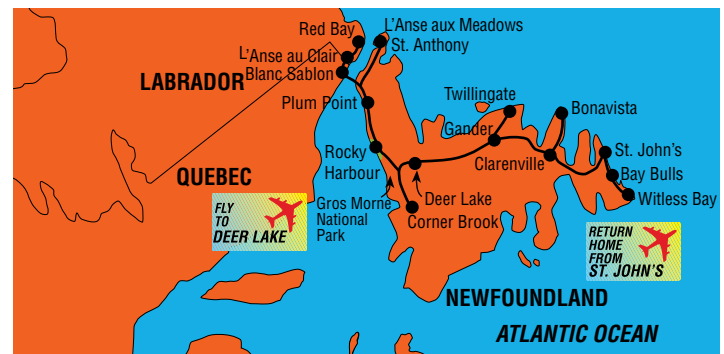 Red Bay
L'Anse aux Meadows
St. Anthony
L'Anse au Clair
Blanc Sablon
LABRADOR
Plum Point
Twillingate
Bonavista
Gander
Rocky
Harbour
Clarenville
St. John's
Bay Bulls
QUEBEC
Witless Bay
Gros Morne
National
Park
Deer Lake
Corner Brook
FLY
TO
DEER LAKE
RETURN
HOME
FROM
ST. JOHN'S
NEWFOUNDLAND
ATLANTIC OCEAN